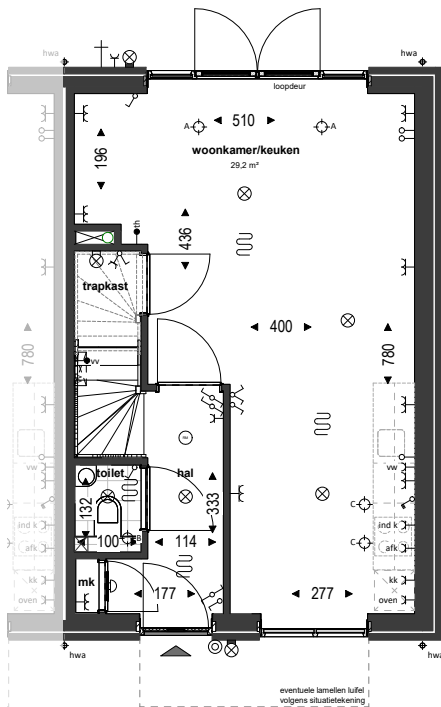 hwa
hwa
loopdeur
A
510
A
woonkamer/keuken
29,2 m²
196
th
436
trapkast
780
400
780
vv
toilet
hal
vw
vw
132
333
C
ind k
ind k
100
B
114
C
afk
afk
mk
177
277
kk
kk
oven
oven
hwa
hwa
eventuele lamellen luifel
volgens situatietekening